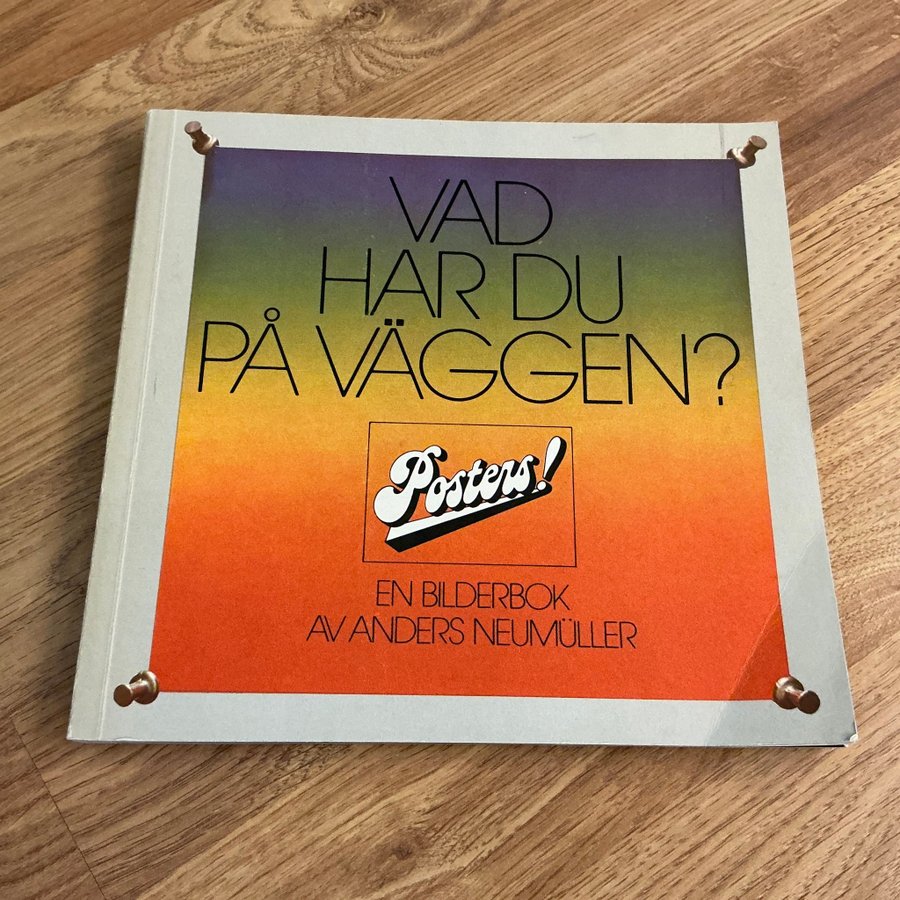 VAD
HAR DU
PÅ VÄGGEN?
Posters!
EN BILDERBOK
AV ANDERS NEUMÜLLER